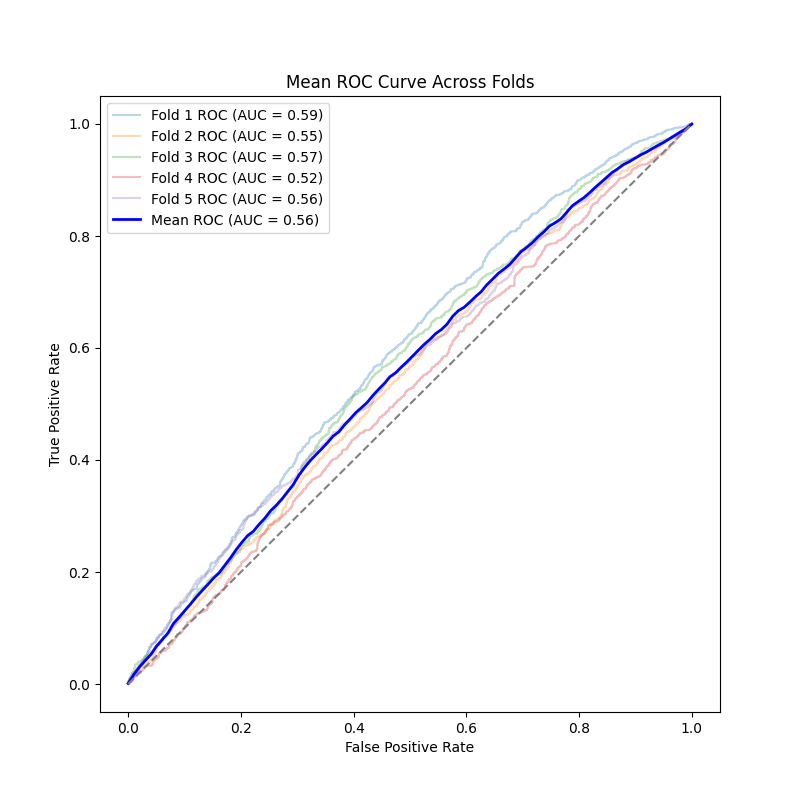 Mean ROC Curve Across Folds
Fold 1 ROC (AUC = 0.59)
Fold 2 ROC (AUC = 0.55)
Fold 3 ROC (AUC = 0.57)
Fold 4 ROC (AUC = 0.52)
Fold 5 ROC (AUC = 0.56)
Mean ROC (AUC = 0.56)
1.0
0.8
0.6
0.4
0.2
0.0
True Positive Rate
0.0 0.2 0.4 0.6 0.8 1.0
False Positive Rate